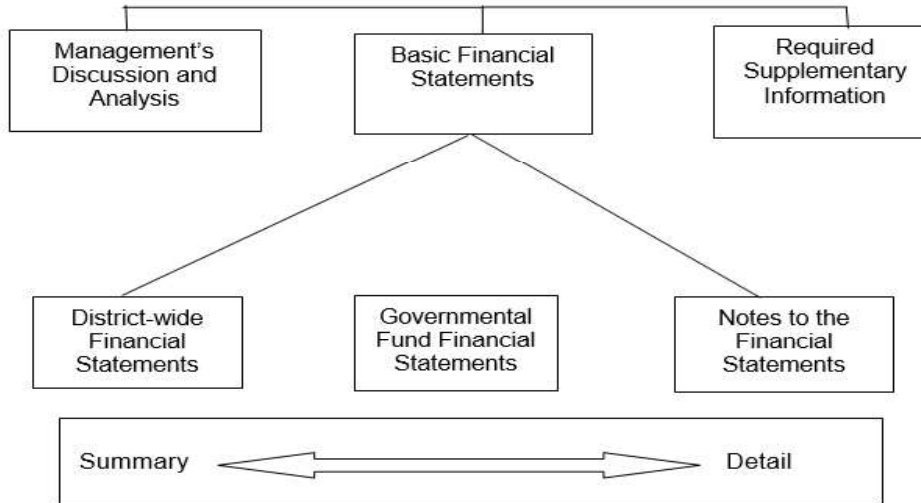 Management's
Discussion and
Analysis
Basic Financial
Statements
Required
Supplementary
Information
District-wide
Financial
Statements
Governmental
Fund Financial
Statements
Notes to the
Financial
Statements
Summary
Detail